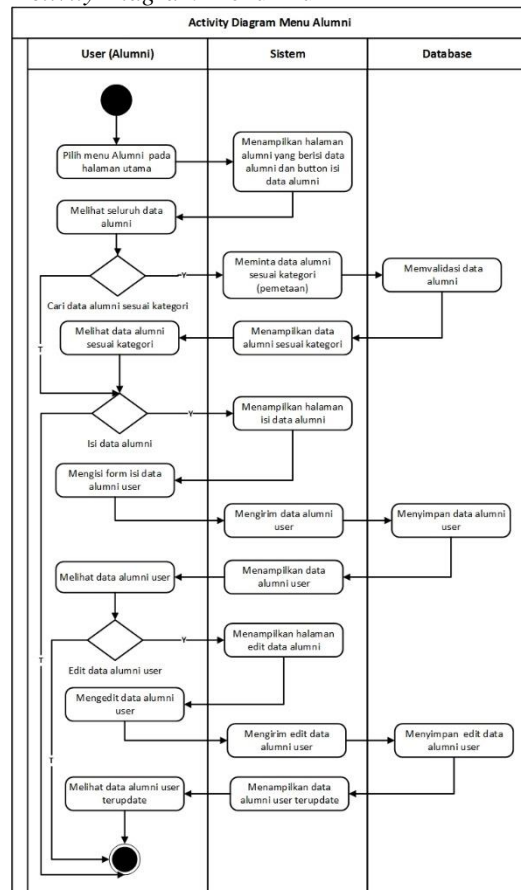 Activity Diagram Menu Alumni
User (Alumni)
Sistem
Database
Pilih menu Alumni pada
halaman utama
Menampilkan halaman
alumni yang berisi data
alumni dan button isi
data alumni
Melihat seluruh data
alumni
Y
Meminta data alumni
sesuai kategori
(pemetaan)
Memvalidasi data
alumni
Cari data alumni sesuai kategori
T
Melihat data alumni
sesuai kategori
Menampilkan data
alumni sesuai kategori
Y
Menampilkan halaman
isi data alumni
Isi data alumni
Mengisi form isi data
alumni user
Mengirim data alumni
user
Menyimpan data alumni
user
Melihat data alumni user
Menampilkan data
alumni user
Y
Menampilkan halaman
edit data alumni
Edit data alumni user
T
Mengedit data alumni
user
Mengirim edit data
alumni user
Menyimpan edit data
alumni user
T
Melihat data alumni user
terupdate
Menampilkan data
alumni user terupdate